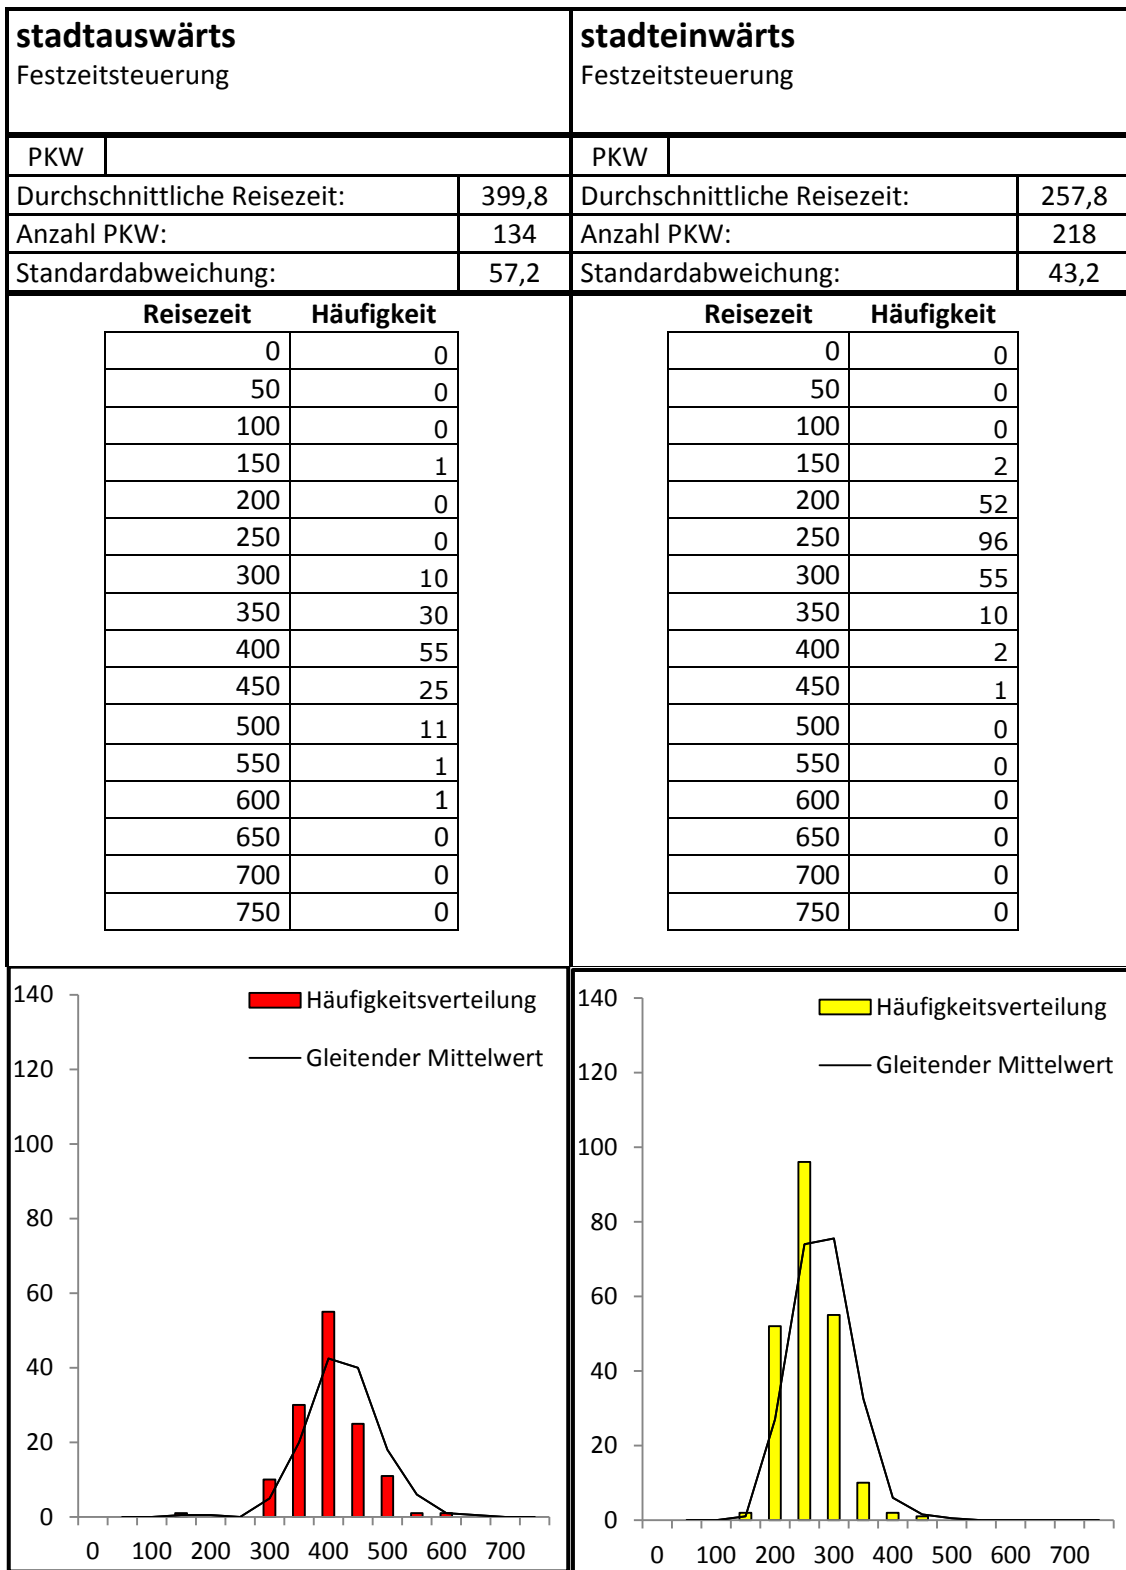 stadtauswärts
Festzeitsteuerung
PKW
Durchschnittliche Reisezeit: 399,8
Anzahl PKW: 134
Standardabweichung: 57,2
Reisezeit Häufigkeit
0 0
50 0
100 0
150 1
200 0
250 0
300 10
350 30
400 55
450 25
500 11
550 1
600 1
650 0
700 0
750 0
140
120
100
80
60
40
20
0
Häufigkeitsverteilung
Gleitender Mittelwert
0 100 200 300 400 500 600 700
stadteinwärts
Festzeitsteuerung
PKW
Durchschnittliche Reisezeit: 257,8
Anzahl PKW: 218
Standardabweichung: 43,2
Reisezeit Häufigkeit
0 0
50 0
100 0
150 2
200 52
250 96
300 55
350 10
400 2
450 1
500 0
550 0
600 0
650 0
700 0
750 0
140
120
100
80
60
40
20
0
Häufigkeitsverteilung
Gleitender Mittelwert
0 100 200 300 400 500 600 700